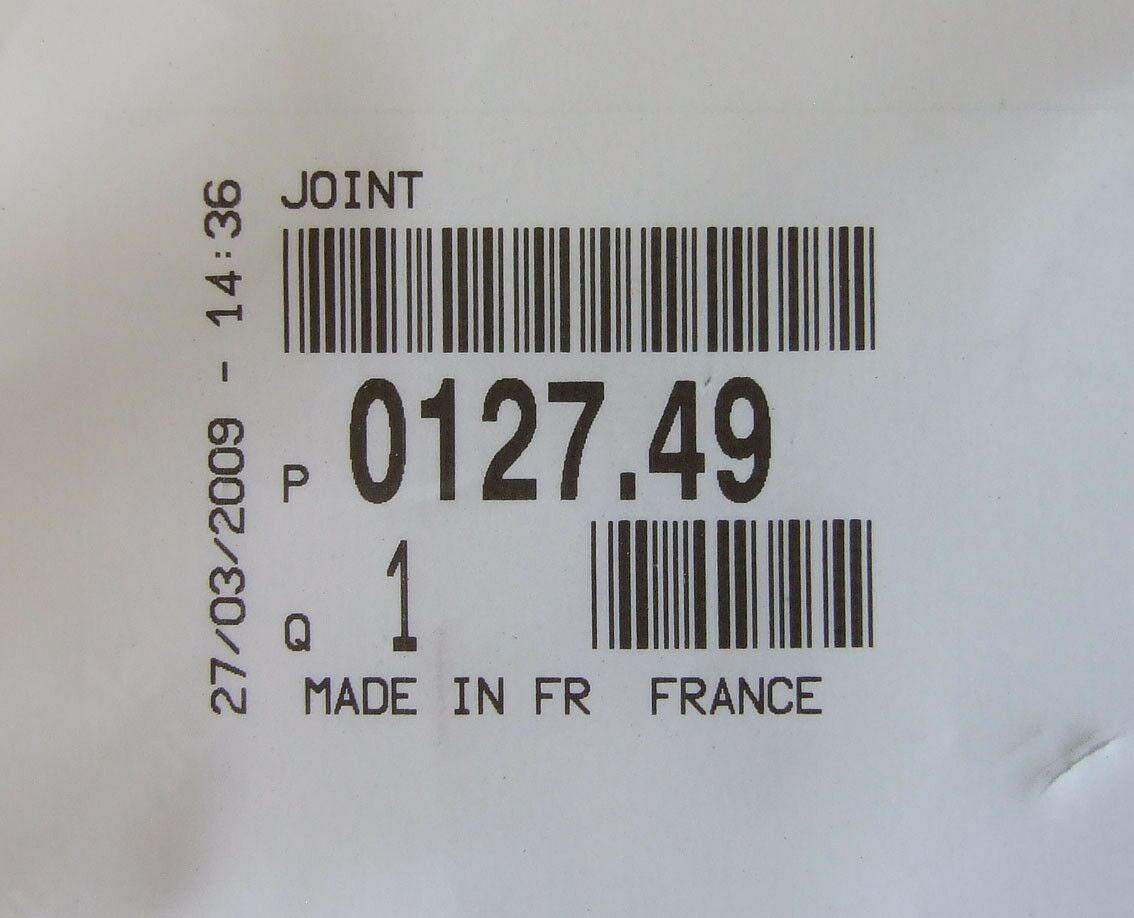 JOINT
P 0127.49
Q 1
MADE IN FR FRANCE
27/03/2009 - 14:36